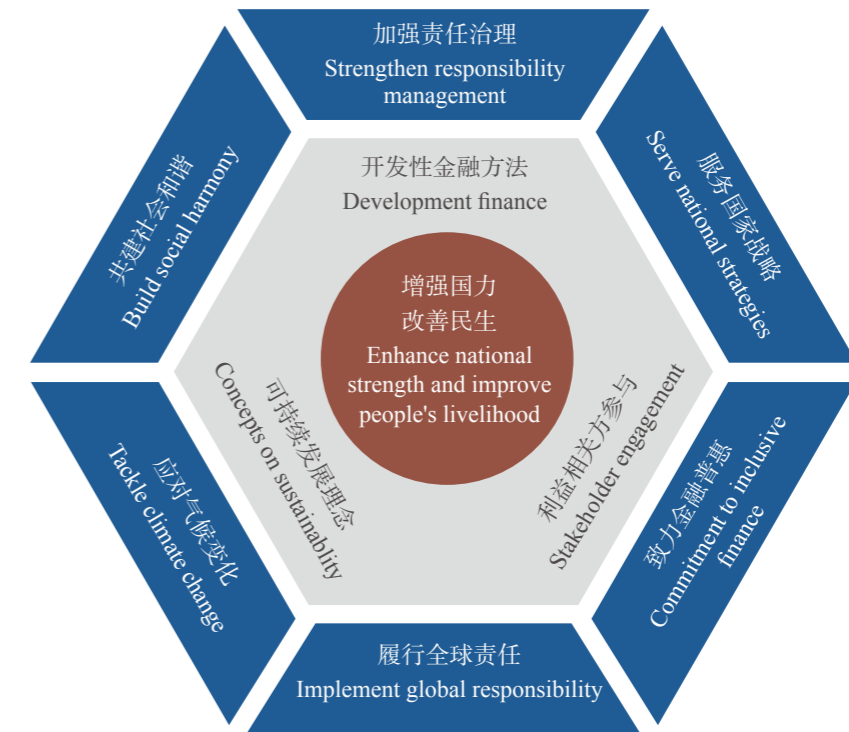 加强责任治理
Strengthen responsibility
management
服务国家战略
Serve national strategies
致力金融普惠
Commitment to inclusive
finance
履行全球责任
Implement global responsibility
应对气候变化
Tackle climate change
共建社会和谐
Build social harmony
开发性金融方法
Development finance
利益相关方参与
Stakeholder engagement
可持续发展理念
Concepts on sustainablity
增强国力
改善民生
Enhance national
strength and improve
people's livelihood